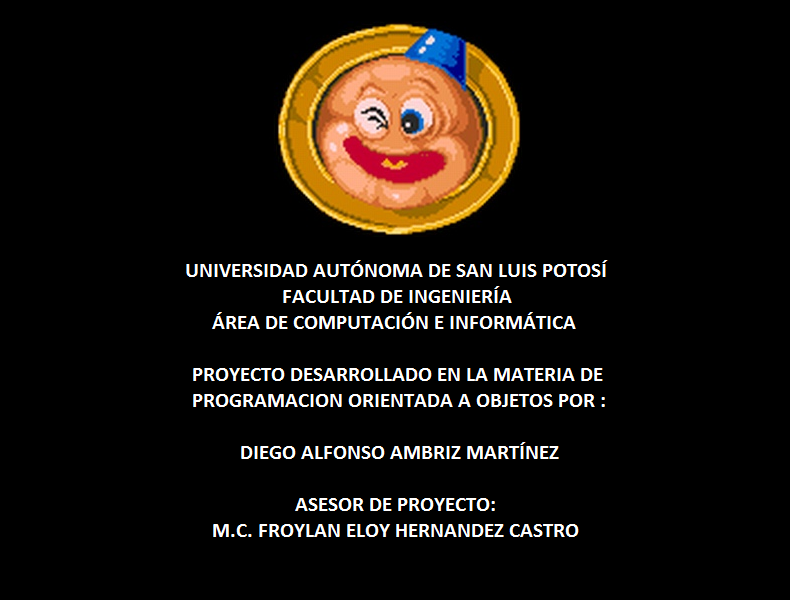 UNIVERSIDAD AUTÓNOMA DE SAN LUIS POTOSÍ
FACULTAD DE INGENIERÍA
ÁREA DE COMPUTACIÓN E INFORMÁTICA
PROYECTO DESARROLLADO EN LA MATERIA DE
PROGRAMACION ORIENTADA A OBJETOS POR :
DIEGO ALFONSO AMBRIZ MARTÍNEZ
ASESOR DE PROYECTO:
M.C. FROYLAN ELOY HERNANDEZ CASTRO